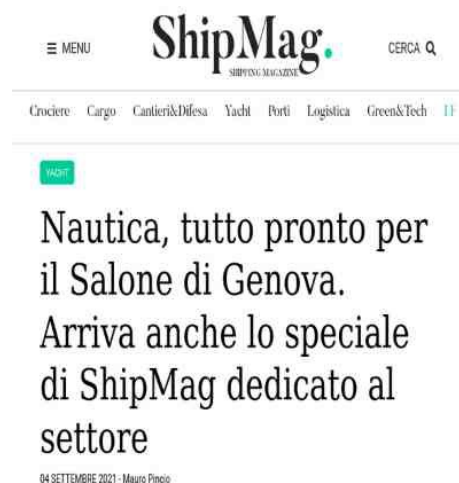 ≡ MENU
ShipMag.
SHIPPING MAGAZINE
CERCA
Crociere Cargo Cantieri&Difesa Yacht Porti Logistica Green&Tech
YACHT
Nautica, tutto pronto per
il Salone di Genova.
Arriva anche lo speciale
di ShipMag dedicato al
settore
04 SETTEMBRE 2021 - Mauro Pincio